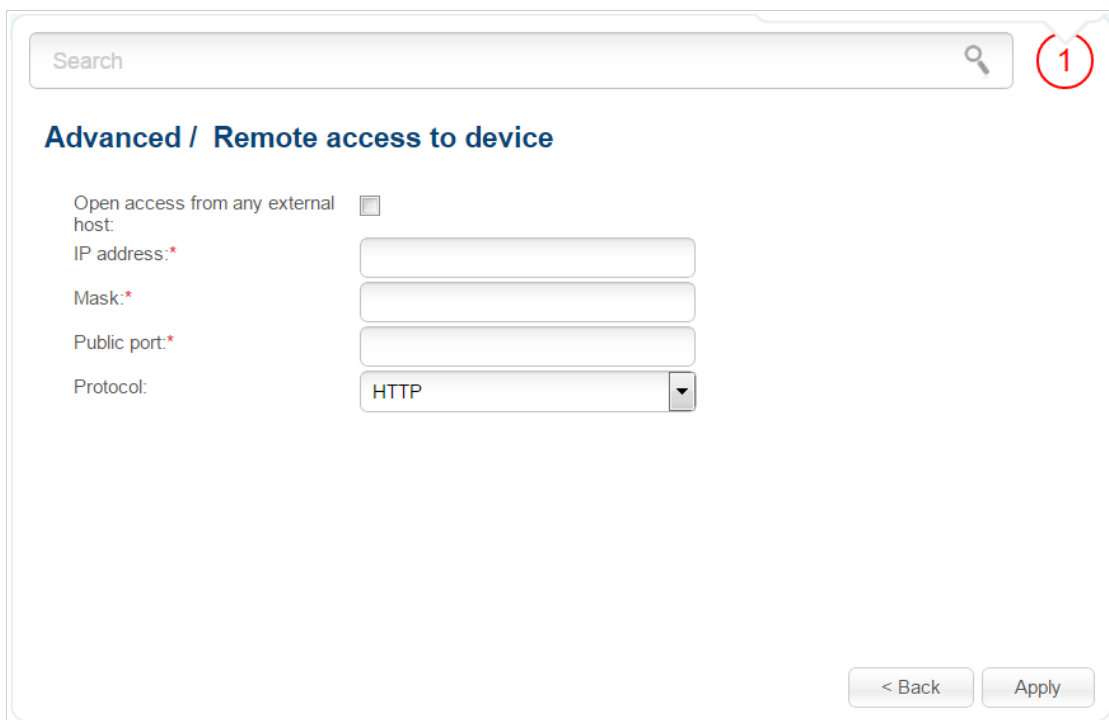 Search
1
Advanced / Remote access to device
Open access from any external
host:
IP address:*
Mask:*
Public port:*
Protocol:
HTTP
< Back
Apply